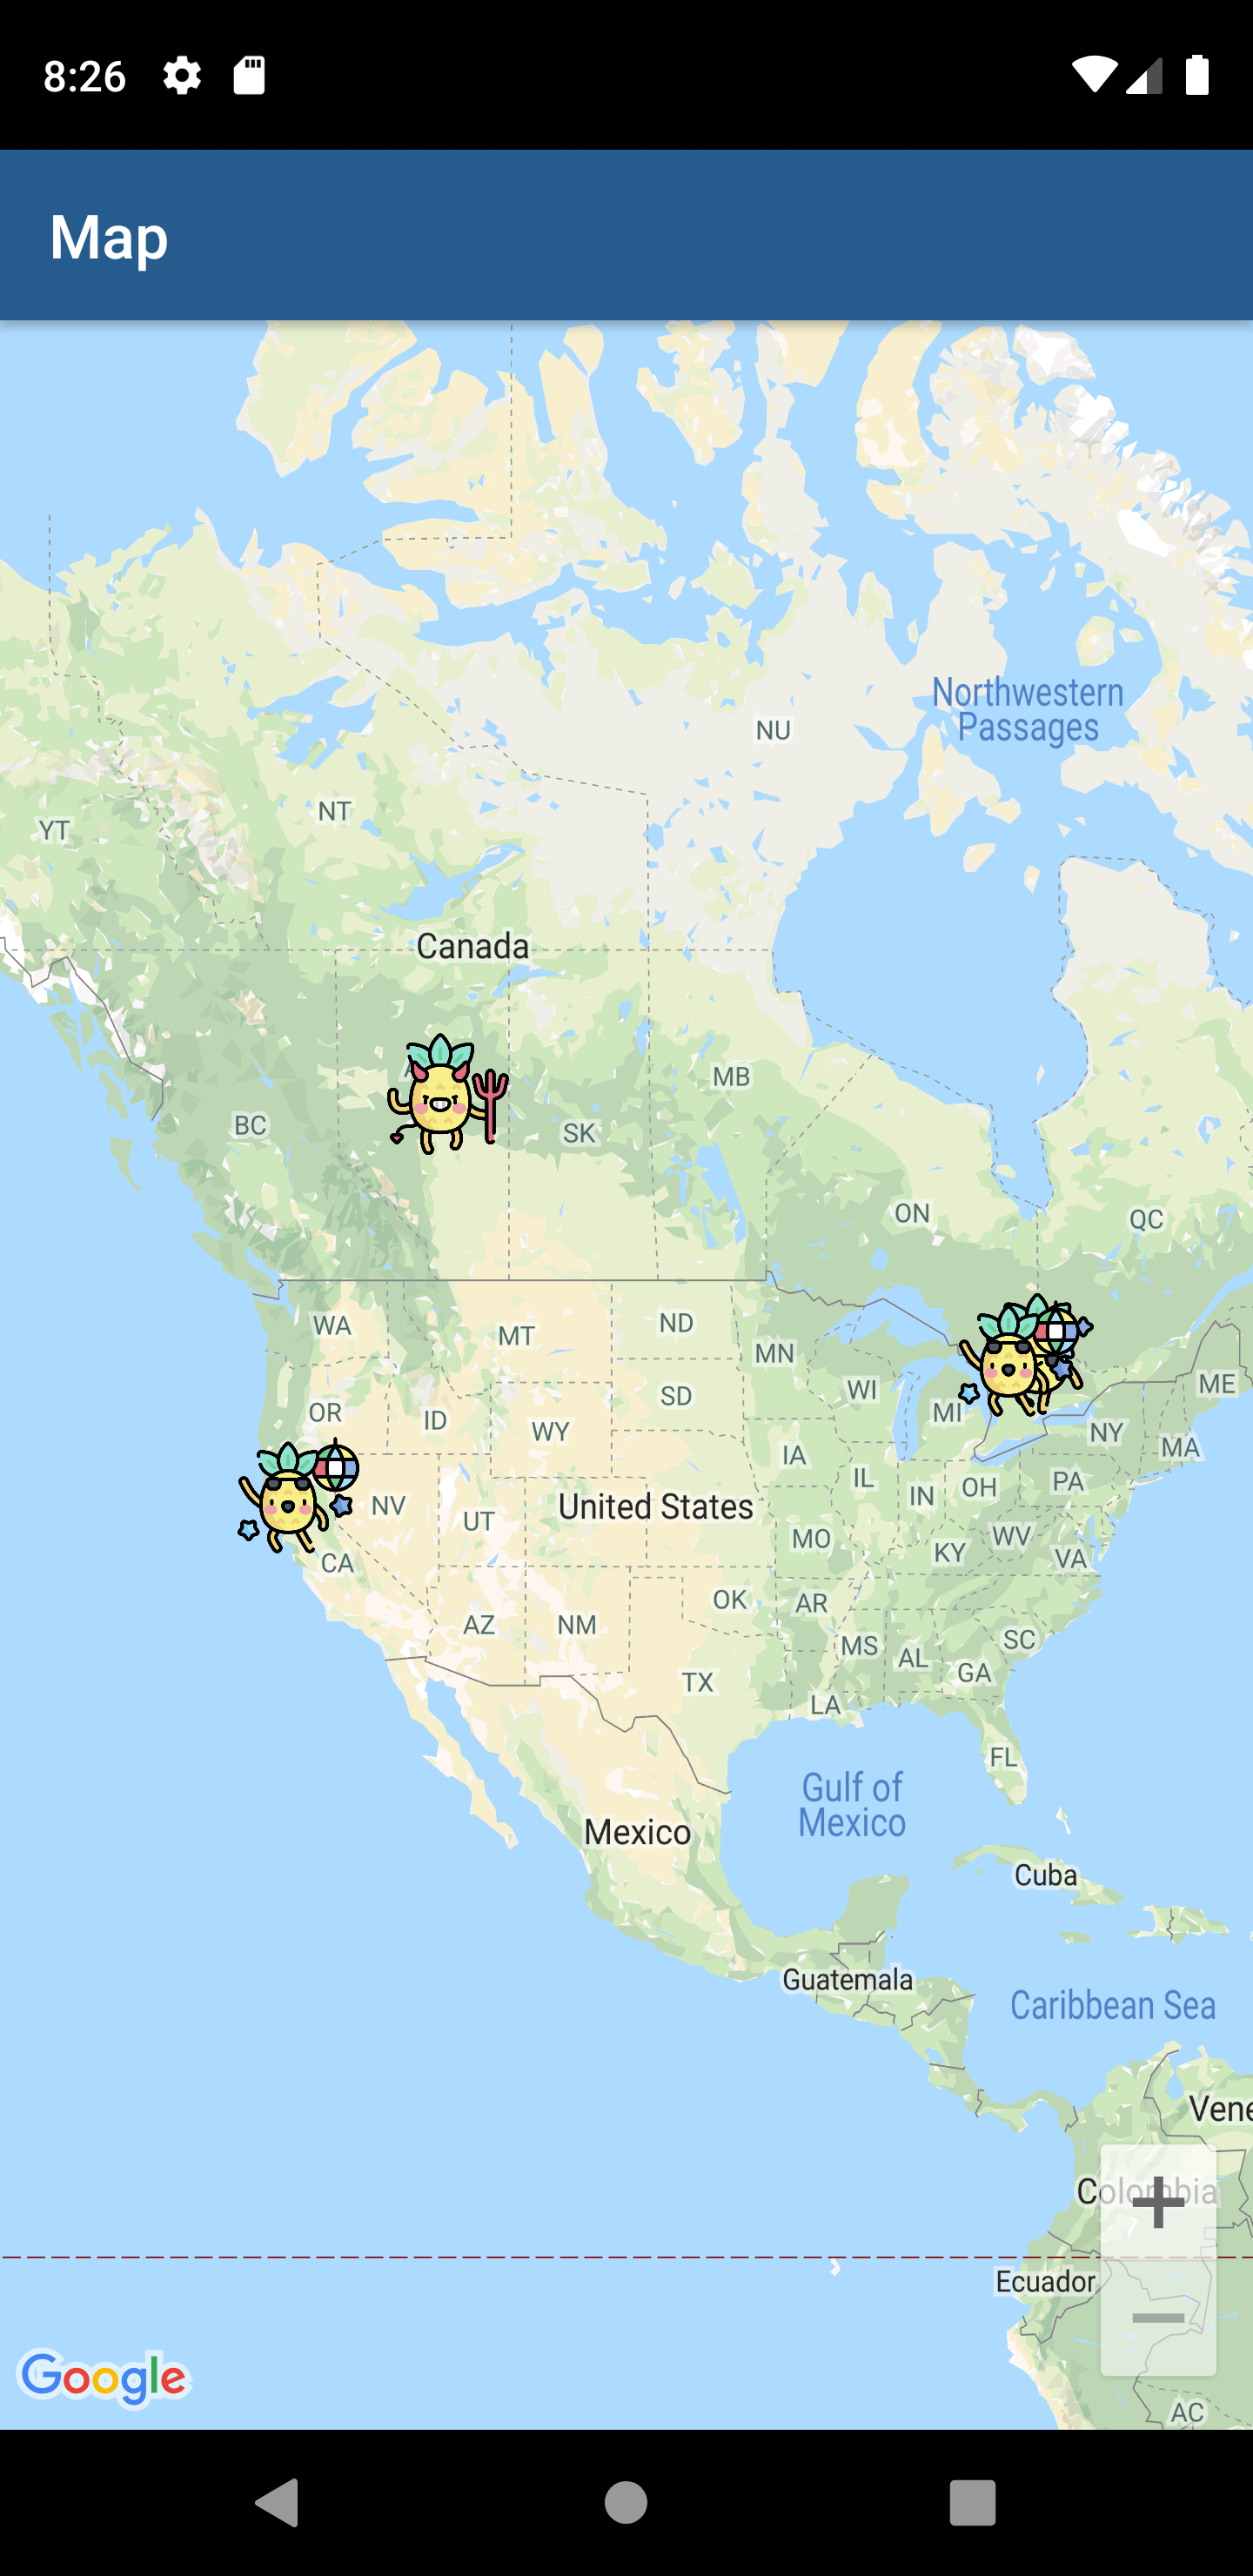 8:26
Map
Northwestern
Passages
NU
NT
YT
Canada
MB
BC
SK
ON
QC
WA
MT
ND
MN
ME
OR
ID
SD
WI
MI
WY
NY
MA
IA
IL
PA
NV
UT
United States
IN
OH
MO
WV
CA
KY
VA
OK
AR
AZ
NM
SC
MS
AL
GA
TX
LA
FL
Gulf of
Mexico
Mexico
Cuba
Guatemala
Caribbean Sea
Vene
Colombia
+
Ecuador
−
Google
AC